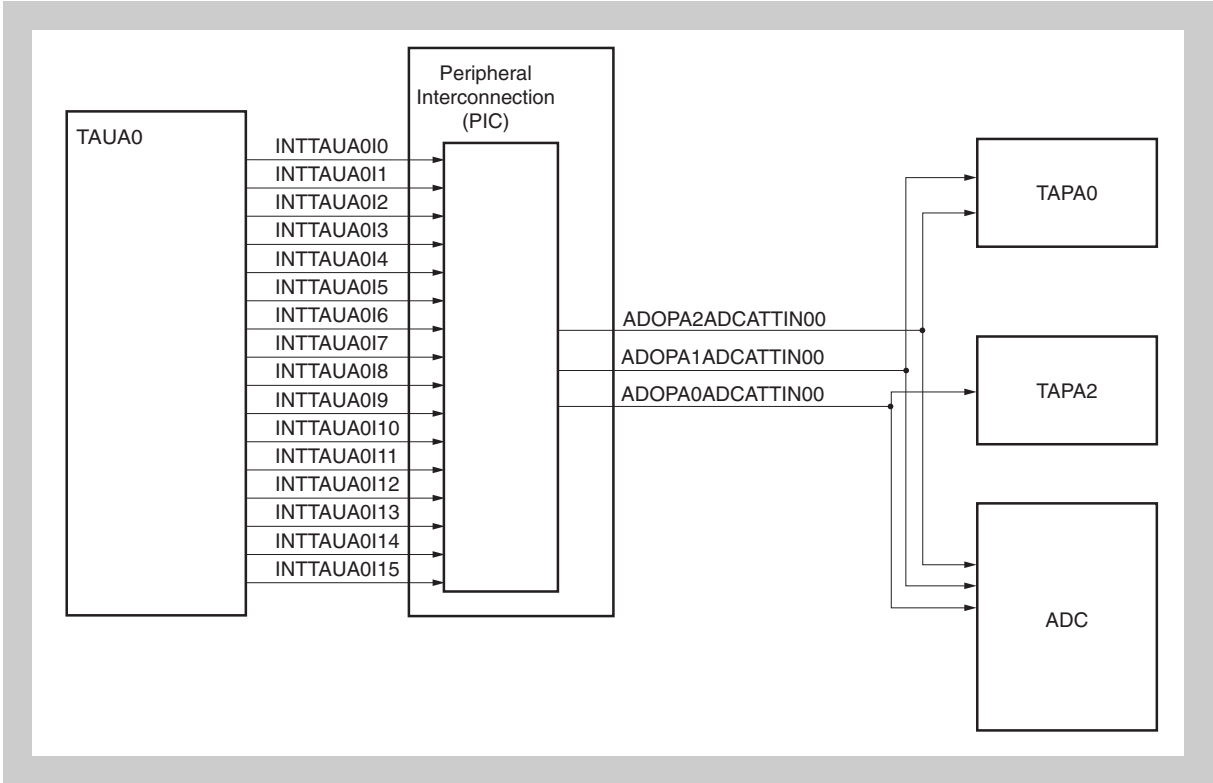 TAUA0
INTTAUA0I0
INTTAUA0I1
INTTAUA0I2
INTTAUA0I3
INTTAUA0I4
INTTAUA0I5
INTTAUA0I6
INTTAUA0I7
INTTAUA0I8
INTTAUA0I9
INTTAUA0I10
INTTAUA0I11
INTTAUA0I12
INTTAUA0I13
INTTAUA0I14
INTTAUA0I15
Peripheral
Interconnection
(PIC)
ADOPA2ADCATTIN00
ADOPA1ADCATTIN00
ADOPA0ADCATTIN00
TAPA0
TAPA2
ADC